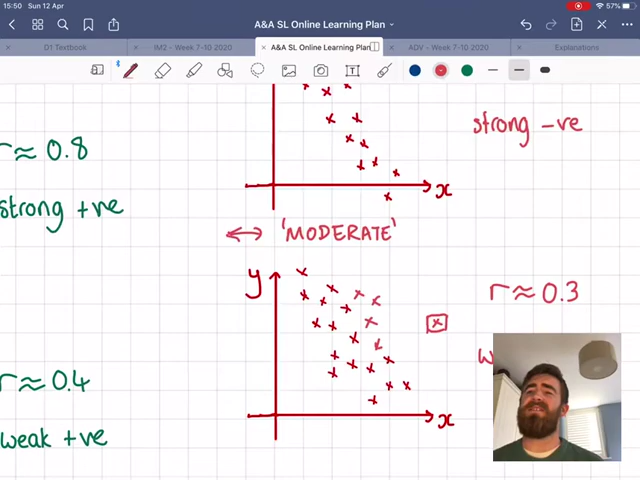 15:50 Sun 12 Apr
57%
A&A SL Online Learning Plan
D1 Textbook
IM2 - Week 7-10 2020
A&A SL Online Learning Plan
ADV - Week 7-10 2020
Explanations
r ≈ 0.8
strong +ve
x
strong -ve
'MODERATE'
y
r ≈ 0.3
x
r ≈ 0.4
weak +ve
x